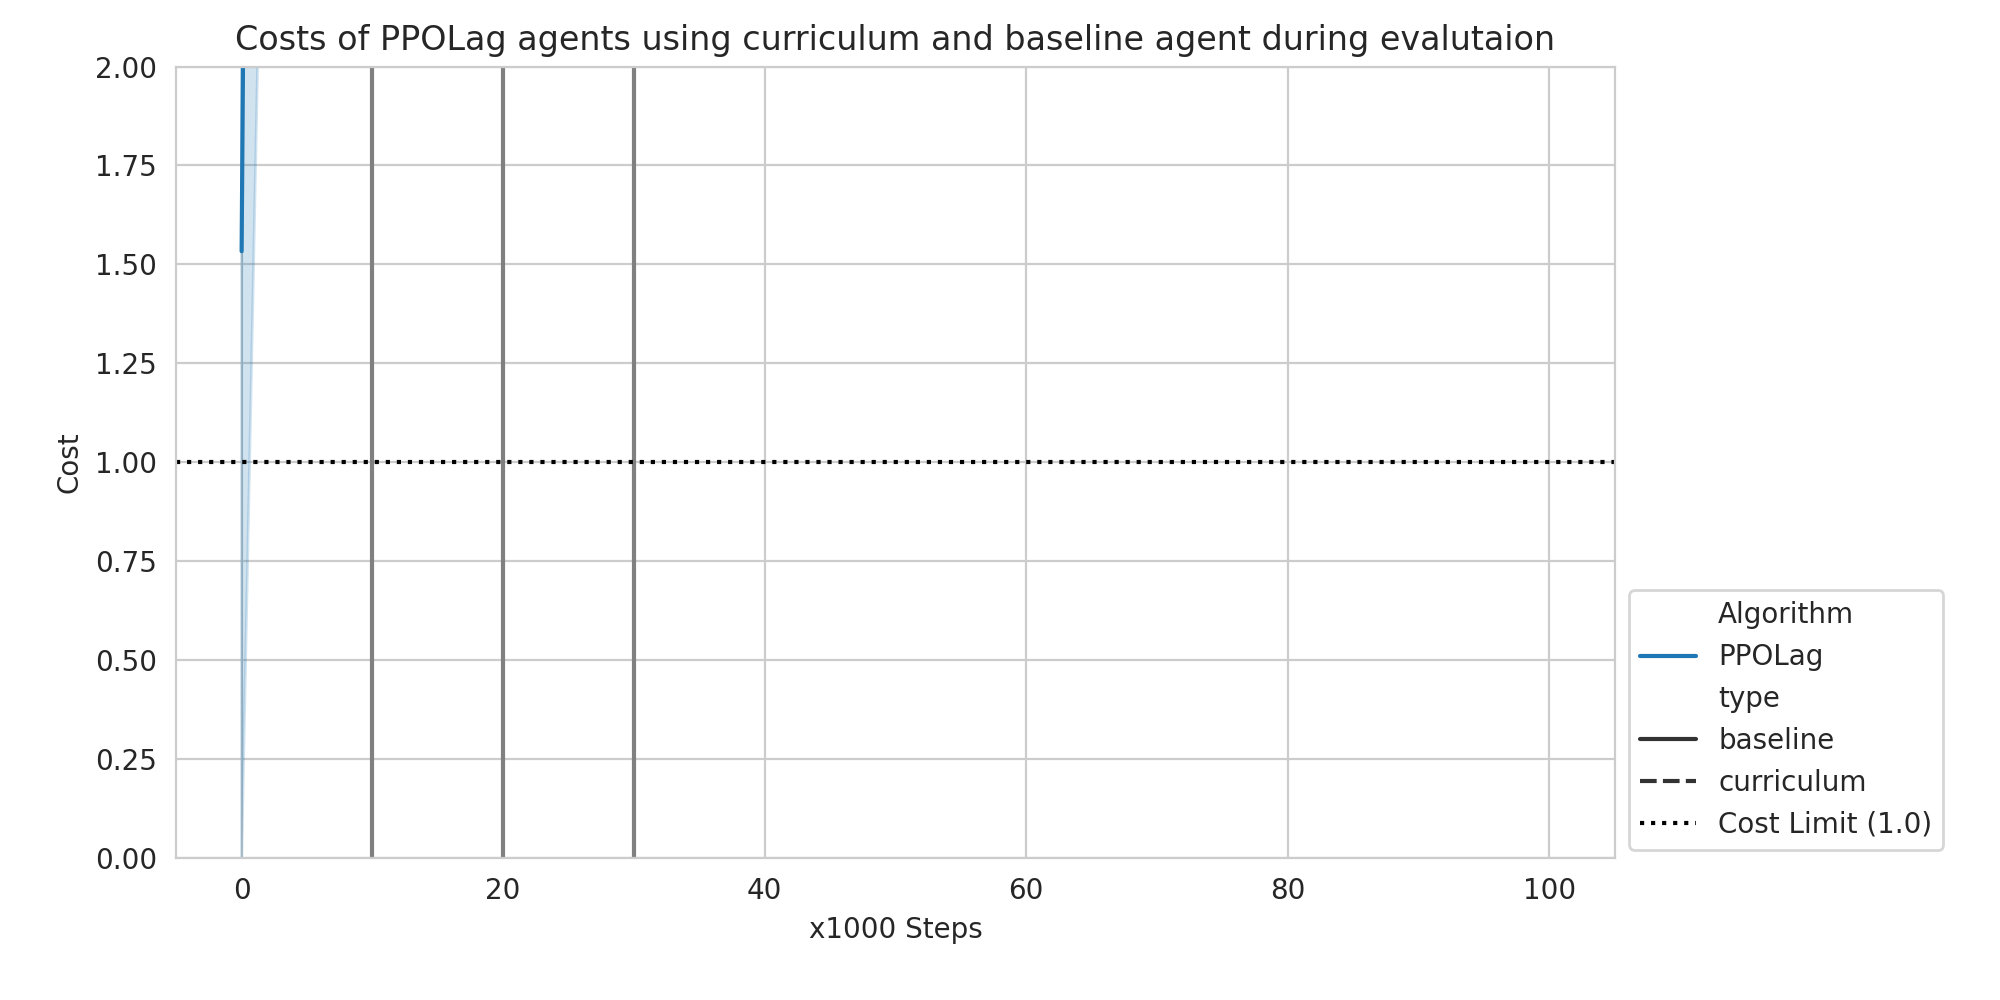 Costs of PPOLag agents using curriculum and baseline agent during evalutaion
2.00
1.75
1.50
1.25
1.00
0.75
0.50
0.25
0.00
Cost
0 20 40 60 80 100
x1000 Steps
Algorithm
PPOLag
type
baseline
curriculum
Cost Limit (1.0)